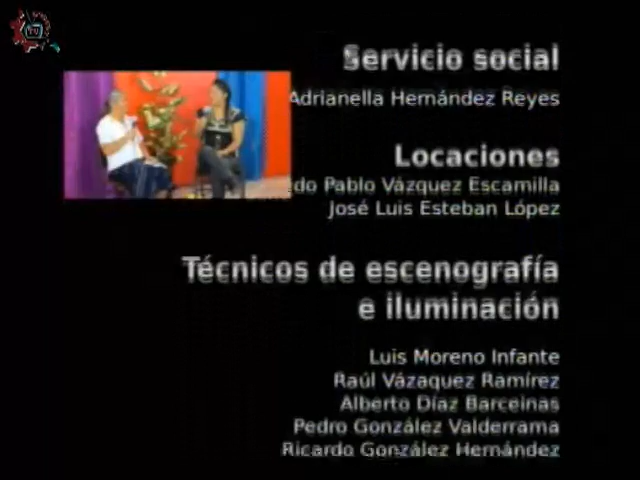 TV
Servicio social
Adrianella Hernández Reyes
Locaciones
do Pablo Vázquez Escamilla
José Luis Esteban López
Técnicos de escenografía
e iluminación
Luis Moreno Infante
Raúl Vázaquez Ramírez
Alberto Díaz Barceinas
Pedro González Valderrama
Ricardo González Hernández